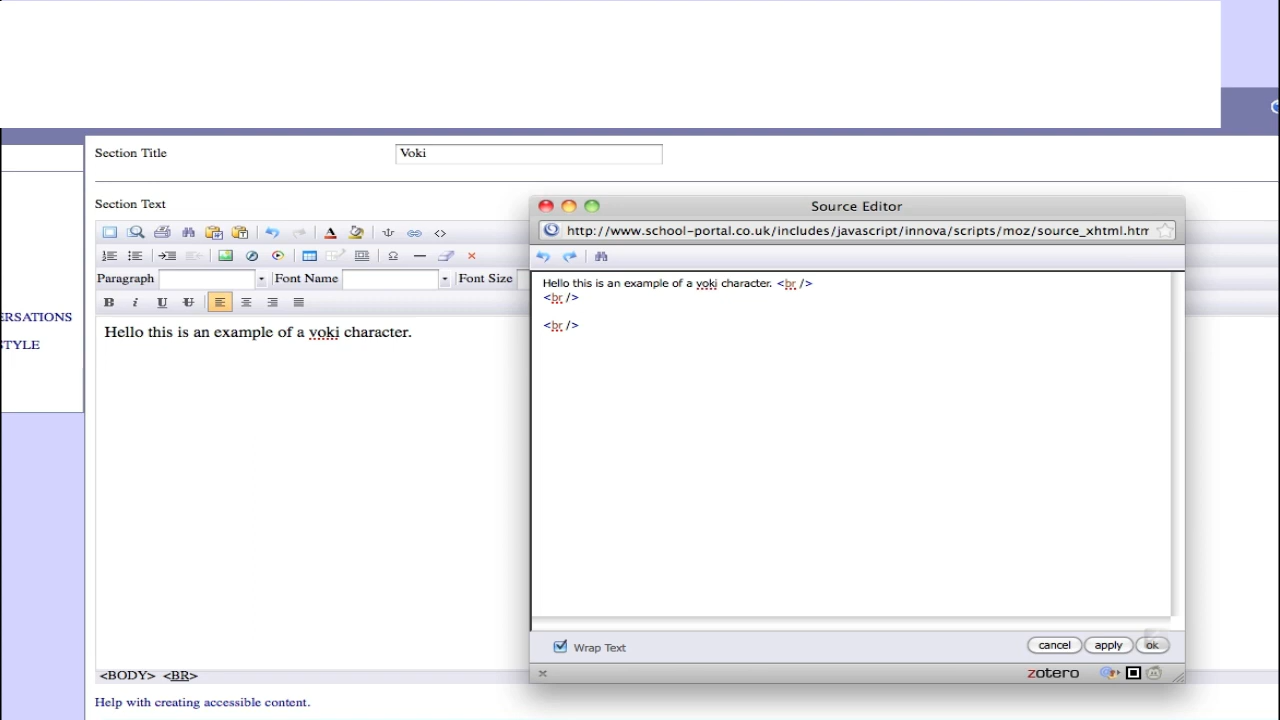 Section Title
Voki
Section Text
Source Editor
http://www.school-portal.co.uk/includes/javascript/imova/scripts/moz/source_xhtml.htm
Paragraph
Font Name
Font Size
B i U
Hello this is an example of a voki character. <br />
<br />
<br />
ERSATIONS
STYLE
Hello this is an example of a voki character.
Wrap Text
cancel
apply
ok
zotero
<BODY> <BR>
Help with creating accessible content.